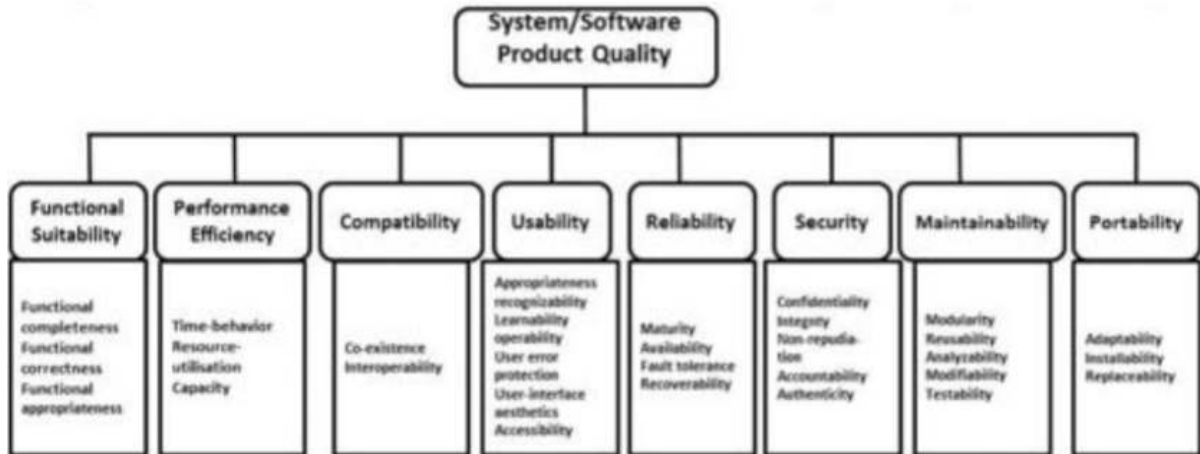 System/Software
Product Quality
Functional
Suitability
Performance
Efficiency
Compatibility
Usability
Reliability
Security
Maintainability
Portability
Functional
completeness
Functional
correctness
Functional
appropriateness
Time-behavior
Resource-
utilisation
Capacity
Co-existence
Interoperability
Appropriateness
recognizability
Learnability
operability
User error
protection
User-interface
aesthetics
Accessibility
Maturity
Availability
Fault tolerance
Recoverability
Confidentiality
Integrity
Non-repudia-
tion
Accountability
Authenticity
Modularity
Reusability
Analyzability
Modifiability
Testability
Adaptability
Installability
Replaceability